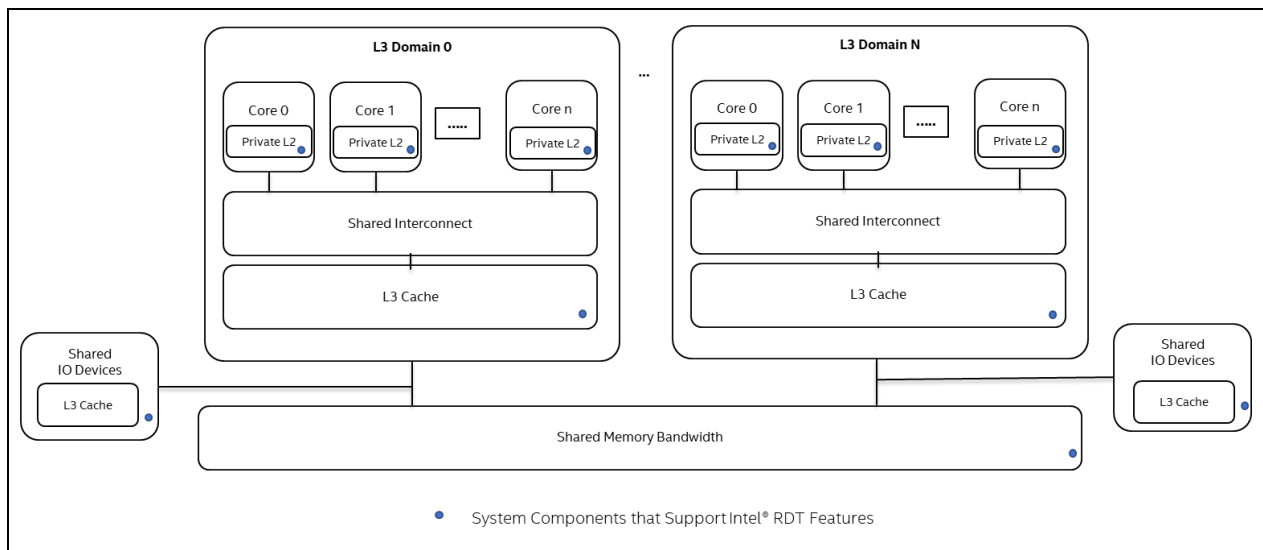 L3 Domain 0
Core 0
Private L2
Core 1
Private L2
.....
Core n
Private L2
Shared Interconnect
L3 Cache
...
L3 Domain N
Core 0
Private L2
Core 1
Private L2
.....
Core n
Private L2
Shared Interconnect
L3 Cache
Shared
IO Devices
L3 Cache
Shared
IO Devices
L3 Cache
Shared Memory Bandwidth
System Components that Support Intel® RDT Features